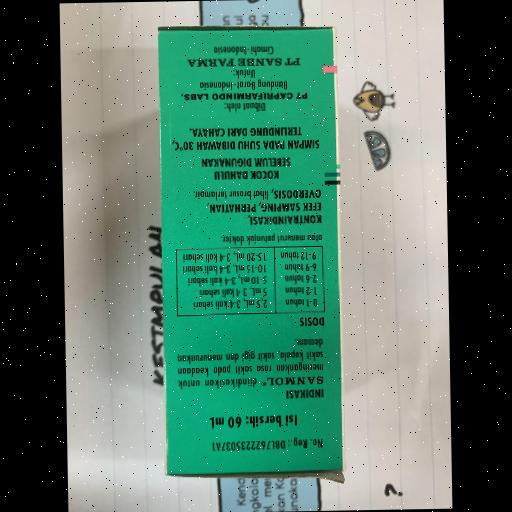 No. Reg.: DBL7622235037A1
Isi bersih: 60 mL
INDIKASI
SANMOL® diindikasikan untuk
meringankan rasa sakit pada keadaan
sakit kepala, sakit gigi dan menurunkan
demam.
DOSIS
0-1 tahun : 2,5 mL 3-4 kali sehari
1-2 tahun : 5 mL 3-4 kali sehari
2-6 tahun : 5-10 mL 3-4 kali sehari
6-9 tahun : 10-15 mL 3-4 kali sehari
9-12 tahun : 15-20 mL 3-4 kali sehari
atau menurut petunjuk dokter.
KONTRAINDIKASI,
EFEK SAMPING, PERHATIAN,
OVERDOSIS, lihat brosur terlampir.
KOCOK DAHULU
SEBELUM DIGUNAKAN
SIMPAN PADA SUHU DIBAWAH 30°C,
TERLINDUNG DARI CAHAYA.
Dibuat oleh:
PT CAPRIFARMINDO LABS.
Bandung Barat-Indonesia
Untuk:
PT SANBE FARMA
Cimahi-Indonesia
KESIMPULAN
?